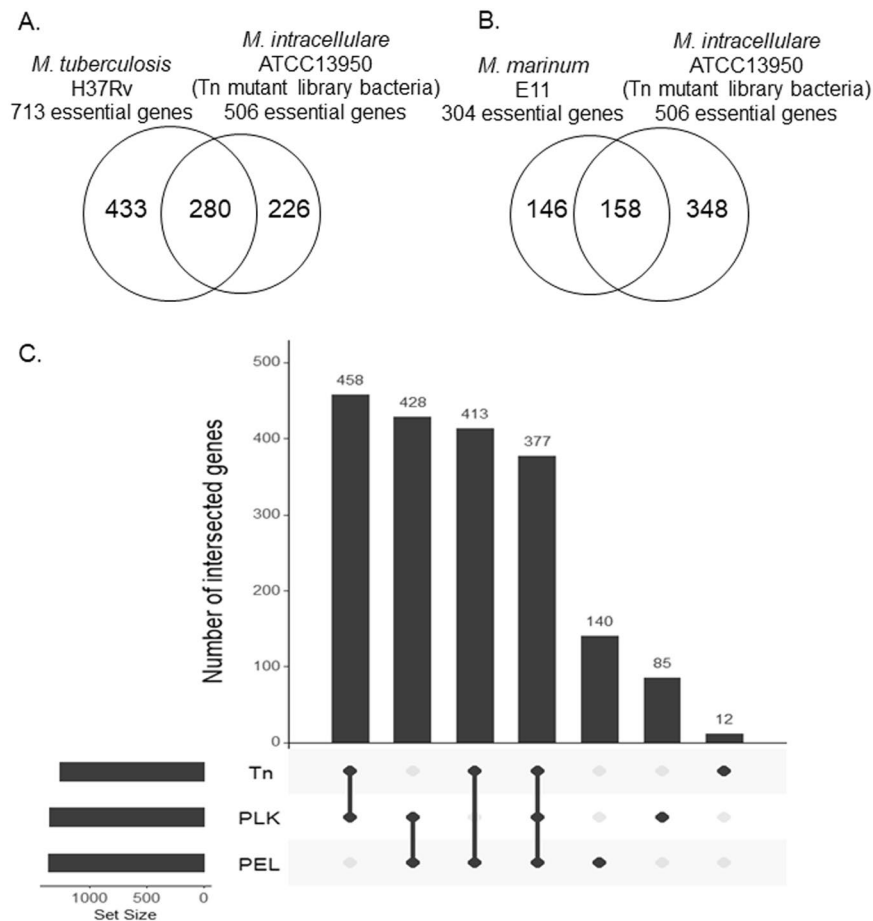 A.
M. tuberculosis
H37Rv
713 essential genes
M. intracellulare
ATCC13950
(Tn mutant library bacteria)
506 essential genes
433
280
226
B.
M. marinum
E11
304 essential genes
M. intracellulare
ATCC13950
(Tn mutant library bacteria)
506 essential genes
146
158
348
C.
Number of intersected genes
500
400
300
200
100
0
458
428
413
377
140
85
12
Tn
PLK
PEL
1000 500 0
Set Size